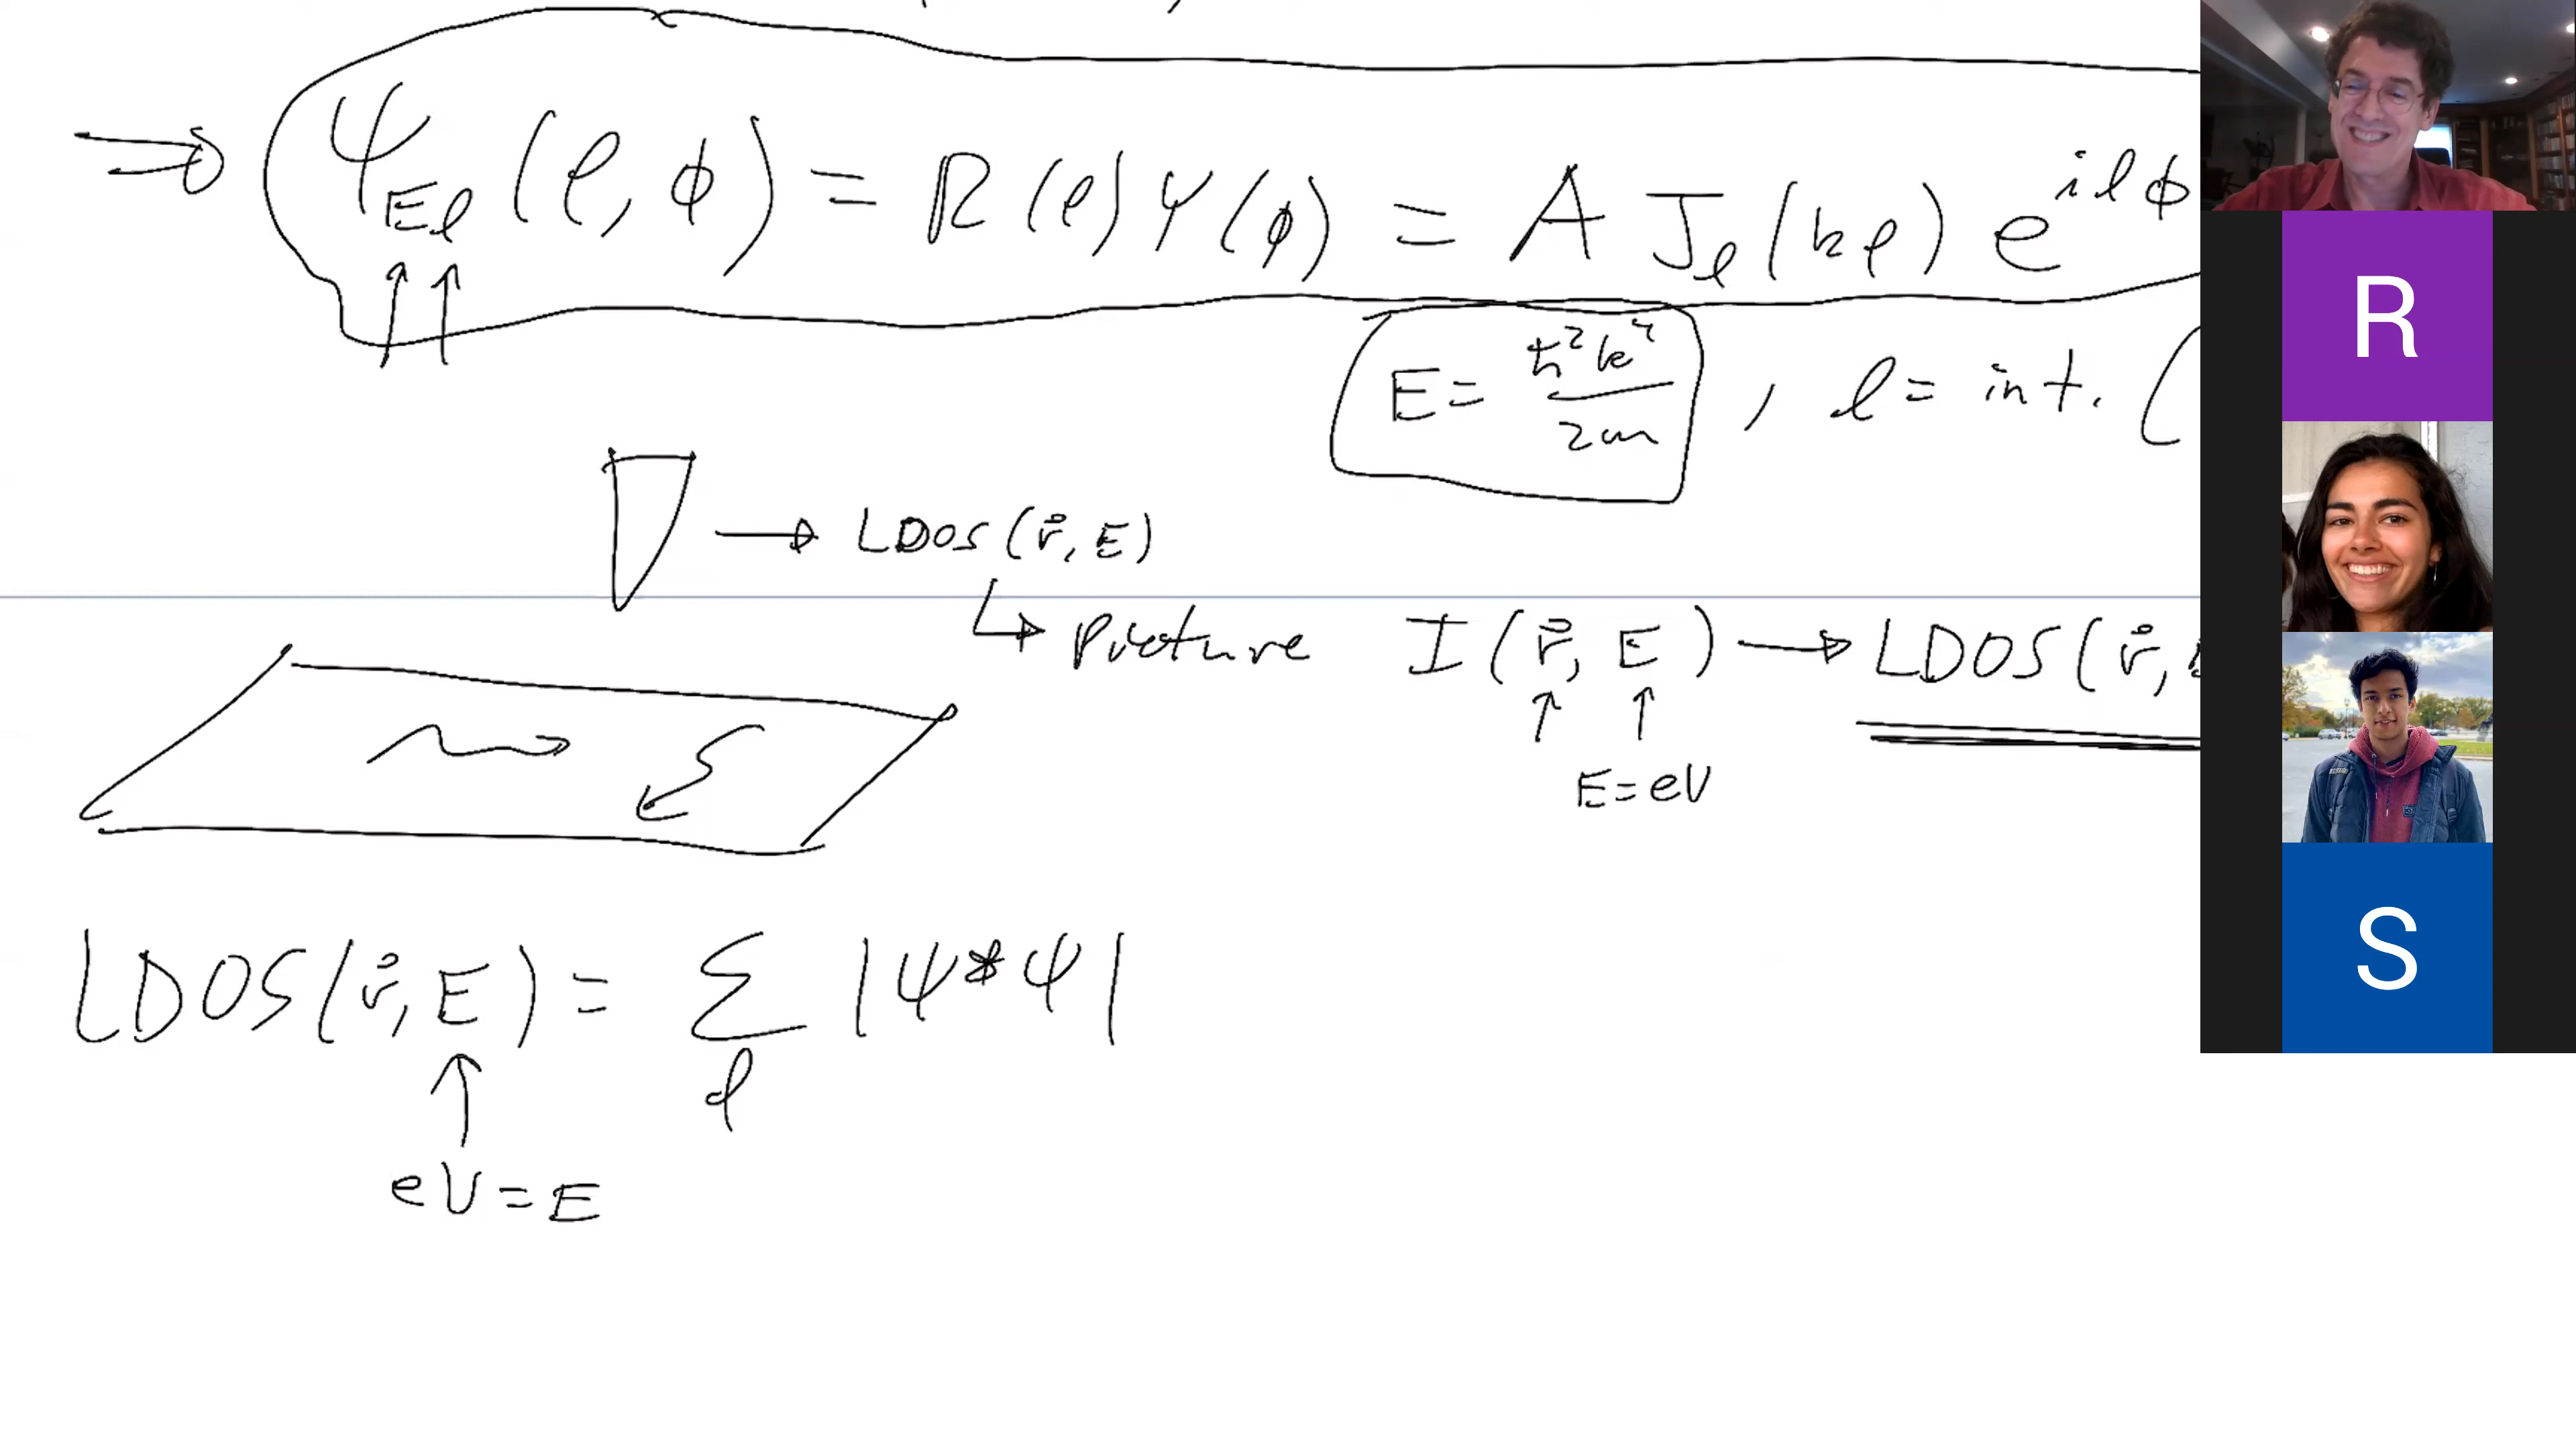 ⇒ Ψ_{Eℓ}(ρ, φ) = R(ρ)Ψ(φ) = A J_ℓ(kρ) e^{iℓφ}
E = ħ²k²/2m , ℓ = int. (
→ LDOS(r⃗, E)
↳ Picture I(r⃗, E) → LDOS(r⃗,
↑ ↑
E = eV
LDOS(r⃗, E) = Σ_ℓ |Ψ*Ψ|
↑
eV = E
R
S